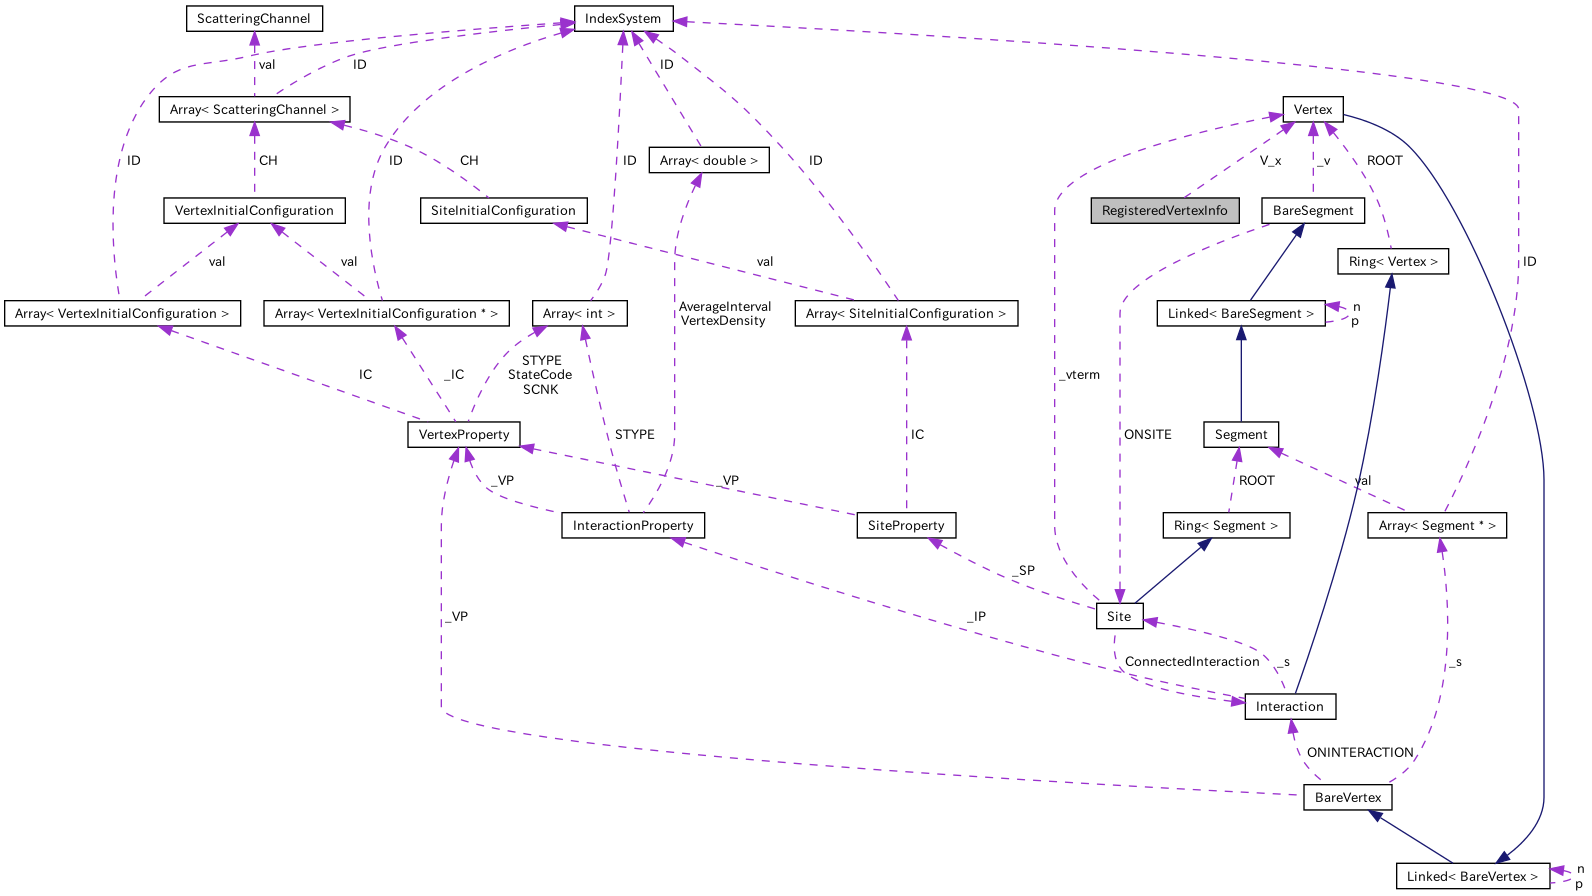 ScatteringChannel
IndexSystem
val
ID
ID
Array< ScatteringChannel >
Vertex
ID
CH
ID
CH
ID
Array< double >
ID
V_x
_v
ROOT
VertexInitialConfiguration
SiteInitialConfiguration
RegisteredVertexInfo
BareSegment
val
val
val
Ring< Vertex >
ID
Array< VertexInitialConfiguration >
Array< VertexInitialConfiguration * >
Array< int >
AverageInterval
VertexDensity
Array< SiteInitialConfiguration >
Linked< BareSegment >
n
p
IC
_IC
STYPE
StateCode
SCNK
_vterm
VertexProperty
STYPE
IC
ONSITE
Segment
_VP
_VP
ROOT
val
InteractionProperty
SiteProperty
Ring< Segment >
Array< Segment * >
_SP
_VP
_IP
Site
ConnectedInteraction
_s
_s
Interaction
ONINTERACTION
BareVertex
Linked< BareVertex >
n
p